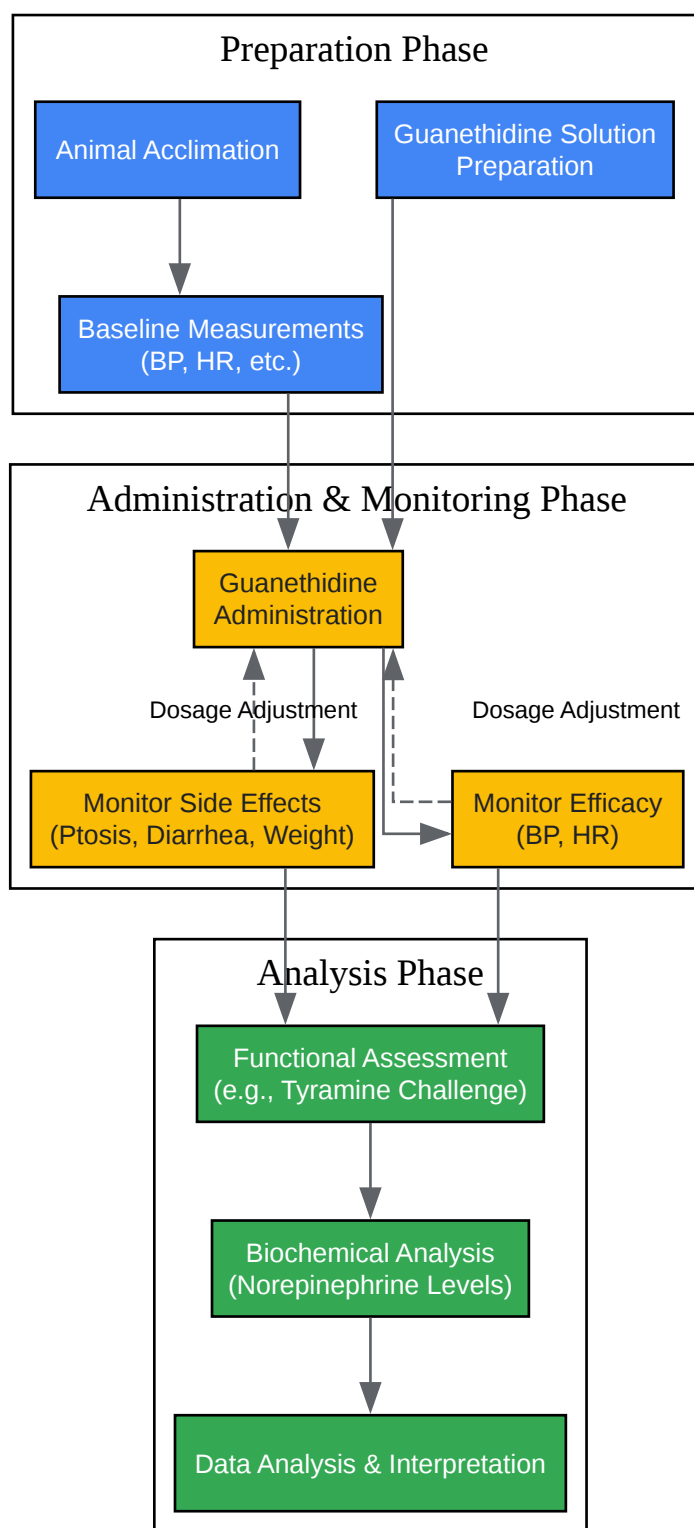 Preparation Phase
Animal Acclimation
Guanethidine Solution
Preparation
Baseline Measurements
(BP, HR, etc.)
Administration & Monitoring Phase
Guanethidine
Administration
Dosage Adjustment
Dosage Adjustment
Monitor Side Effects
(Ptosis, Diarrhea, Weight)
Monitor Efficacy
(BP, HR)
Analysis Phase
Functional Assessment
(e.g., Tyramine Challenge)
Biochemical Analysis
(Norepinephrine Levels)
Data Analysis & Interpretation